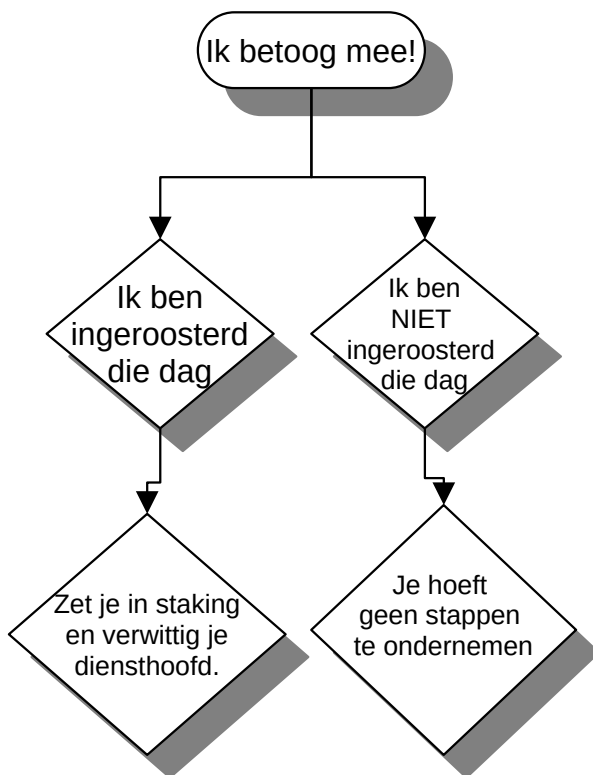 Ik betoog mee!
Ik ben
ingeroosterd
die dag
Ik ben
NIET
ingeroosterd
die dag
Zet je in staking
en verwittig je
diensthoofd.
Je hoeft
geen stappen
te ondernemen